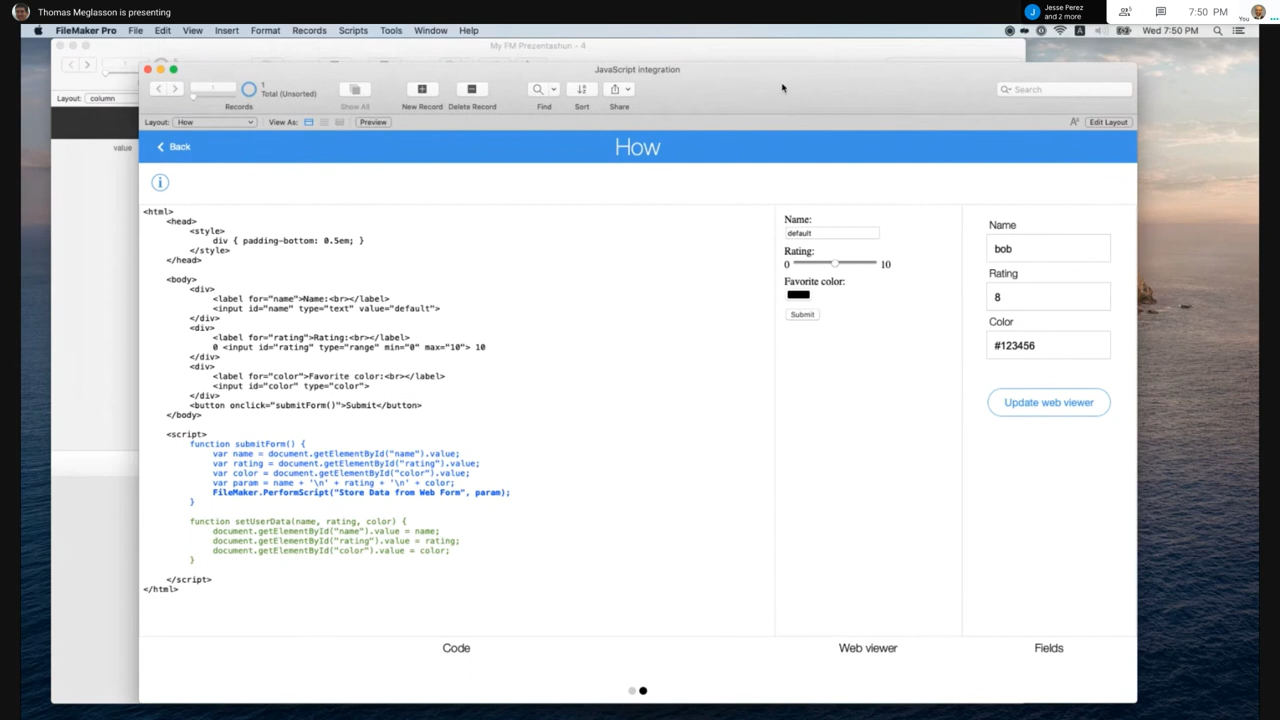 Thomas Meglasson is presenting
Jesse Perez
and 2 more
7:50 PM
You
FileMaker Pro File Edit View Insert Format Records Scripts Tools Window Help
A
Wed 7:50 PM
My FM Prezentashun - 4
JavaScript integration
1
1
Total (Unsorted)
Search
Records
Show All
New Record
Delete Record
Find
Sort
Share
Layout: column
Layout: How
View As:
Preview
Edit Layout
value
Back
How
i
<html>
<head>
<style>
div { padding-bottom: 0.5em; }
</style>
</head>
<body>
<div>
<label for="name">Name:<br></label>
<input id="name" type="text" value="default">
</div>
<div>
<label for="rating">Rating:<br></label>
0 <input id="rating" type="range" min="0" max="10"> 10
</div>
<div>
<label for="color">Favorite color:<br></label>
<input id="color" type="color">
</div>
<button onclick="submitForm()">Submit</button>
</body>
<script>
function submitForm() {
var name = document.getElementById("name").value;
var rating = document.getElementById("rating").value;
var color = document.getElementById("color").value;
var param = name + '\n' + rating + '\n' + color;
FileMaker.PerformScript("Store Data from Web Form", param);
}
function setUserData(name, rating, color) {
document.getElementById("name").value = name;
document.getElementById("rating").value = rating;
document.getElementById("color").value = color;
}
</script>
</html>
Name:
default
Rating:
0 10
Favorite color:
Submit
Name
bob
Rating
8
Color
#123456
Update web viewer
Code
Web viewer
Fields